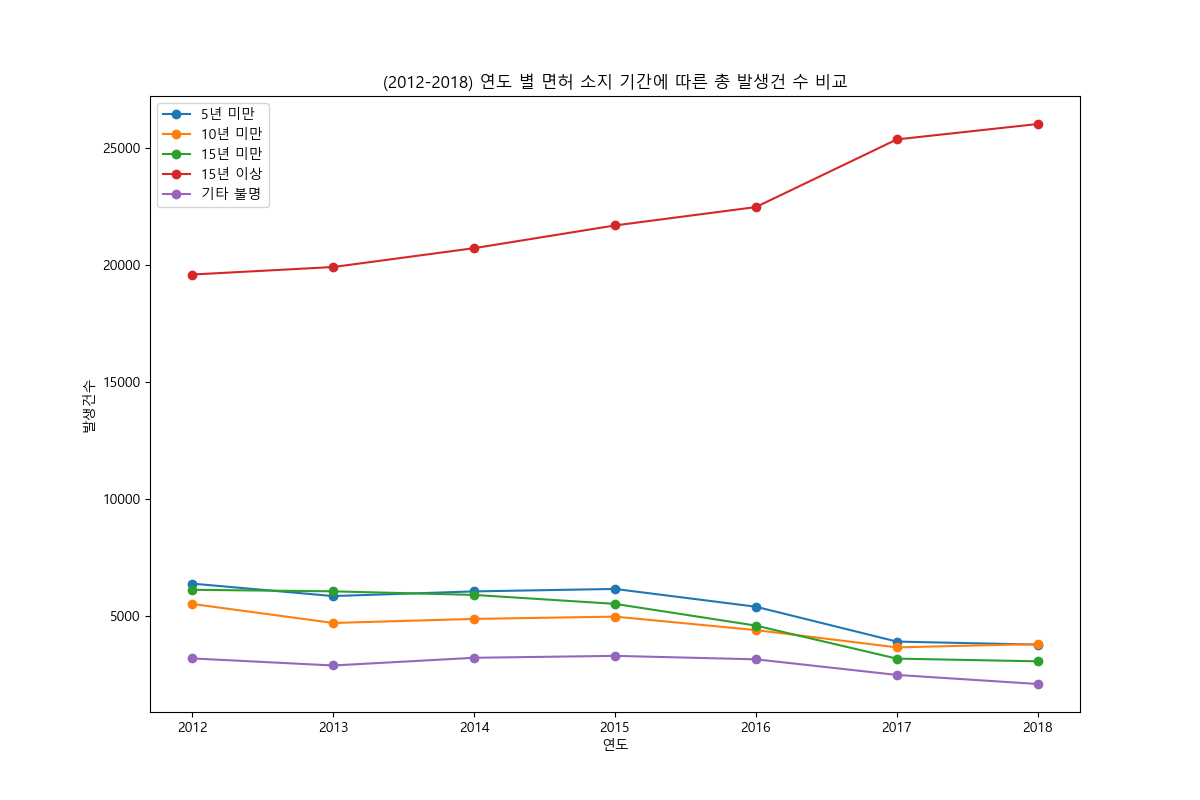 (2012-2018) 연도 별 면허 소지 기간에 따른 총 발생건 수 비교
5년 미만
10년 미만
15년 미만
15년 이상
기타 불명
25000
20000
15000
10000
5000
발생건수
2012 2013 2014 2015 2016 2017 2018
연도